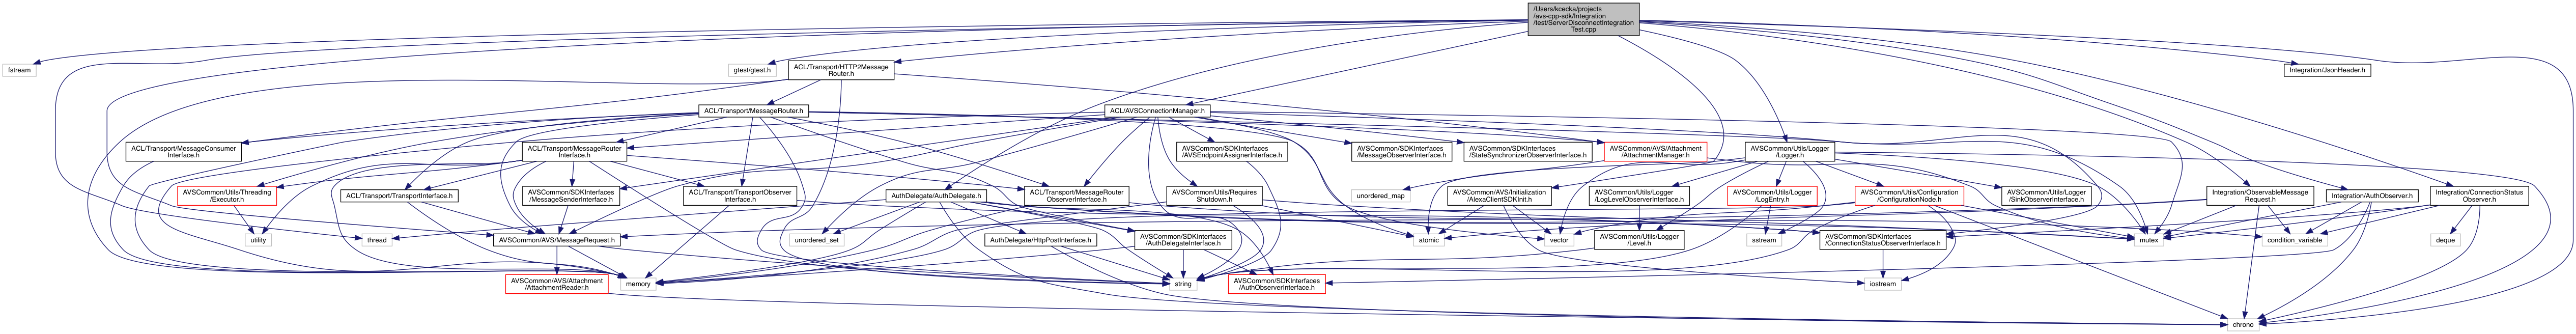 /Users/kcecka/projects
/avs-cpp-sdk/Integration
/test/ServerDisconnectIntegration
Test.cpp
fstream
gtest/gtest.h
ACL/Transport/HTTP2Message
Router.h
Integration/JsonHeader.h
ACL/Transport/MessageRouter.h
ACL/AVSConnectionManager.h
ACL/Transport/MessageConsumer
Interface.h
ACL/Transport/MessageRouter
Interface.h
AVSCommon/SDKInterfaces
/AVSEndpointAssignerInterface.h
AVSCommon/SDKInterfaces
/MessageObserverInterface.h
AVSCommon/SDKInterfaces
/StateSynchronizerObserverInterface.h
AVSCommon/AVS/Attachment
/AttachmentManager.h
AVSCommon/Utils/Logger
/Logger.h
AVSCommon/Utils/Threading
/Executor.h
ACL/Transport/TransportInterface.h
AVSCommon/SDKInterfaces
/MessageSenderInterface.h
ACL/Transport/TransportObserver
Interface.h
AuthDelegate/AuthDelegate.h
ACL/Transport/MessageRouter
ObserverInterface.h
AVSCommon/Utils/Requires
Shutdown.h
unordered_map
AVSCommon/AVS/Initialization
/AlexaClientSDKInit.h
AVSCommon/Utils/Logger
/LogLevelObserverInterface.h
AVSCommon/Utils/Logger
/LogEntry.h
AVSCommon/Utils/Configuration
/ConfigurationNode.h
AVSCommon/Utils/Logger
/SinkObserverInterface.h
Integration/ObservableMessage
Request.h
Integration/AuthObserver.h
Integration/ConnectionStatus
Observer.h
utility
thread
AVSCommon/AVS/MessageRequest.h
unordered_set
AuthDelegate/HttpPostInterface.h
AVSCommon/SDKInterfaces
/AuthDelegateInterface.h
atomic
vector
AVSCommon/Utils/Logger
/Level.h
sstream
AVSCommon/SDKInterfaces
/ConnectionStatusObserverInterface.h
mutex
condition_variable
deque
AVSCommon/AVS/Attachment
/AttachmentReader.h
memory
string
AVSCommon/SDKInterfaces
/AuthObserverInterface.h
iostream
chrono